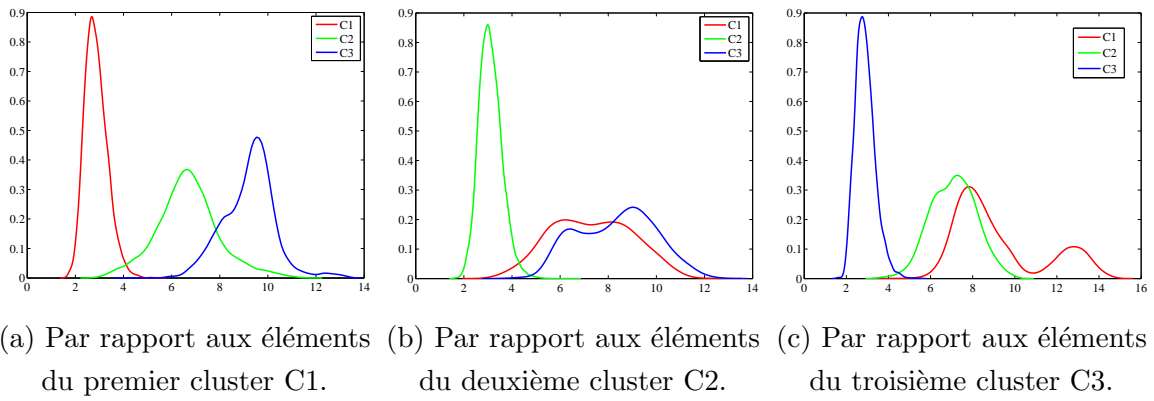 0.9
0.8
0.7
0.6
0.5
0.4
0.3
0.2
0.1
0
0 2 4 6 8 10 12 14
C1
C2
C3
0.9
0.8
0.7
0.6
0.5
0.4
0.3
0.2
0.1
0
0 2 4 6 8 10 12 14
C1
C2
C3
0.9
0.8
0.7
0.6
0.5
0.4
0.3
0.2
0.1
0
0 2 4 6 8 10 12 14 16
C1
C2
C3
(a) Par rapport aux éléments
du premier cluster C1.
(b) Par rapport aux éléments
du deuxième cluster C2.
(c) Par rapport aux éléments
du troisième cluster C3.